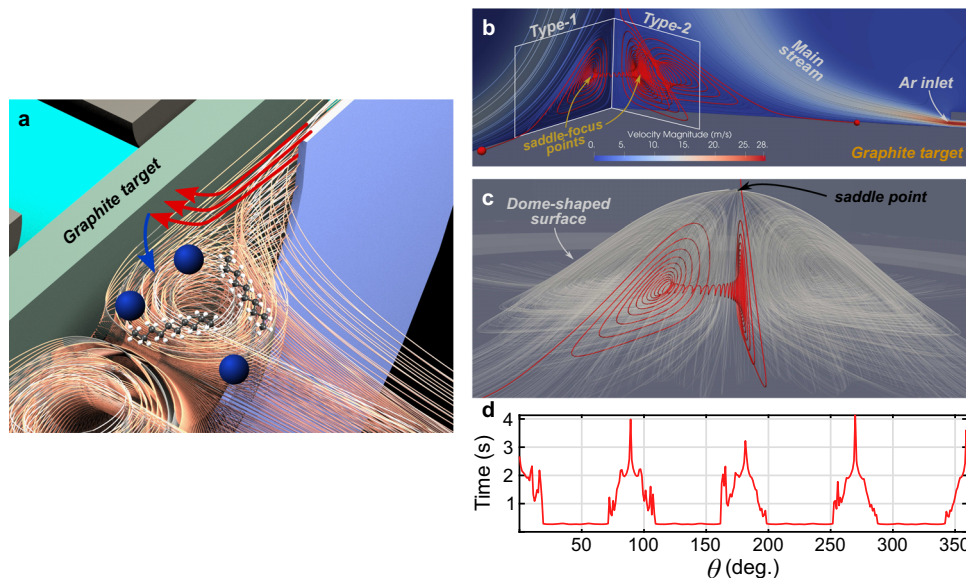 a
Graphite target
b
Type-1
Type-2
Main
stream
Ar inlet
saddle-focus
points
Velocity Magnitude (m/s)
0. 5. 10. 15. 20. 25. 28.
Graphite target
c
saddle point
Dome-shaped
surface
d
Time (s)
4
3
2
1
50 100 150 200 250 300 350
θ (deg.)